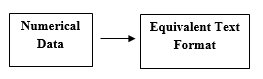 Numerical
Data
Equivalent Text
Format